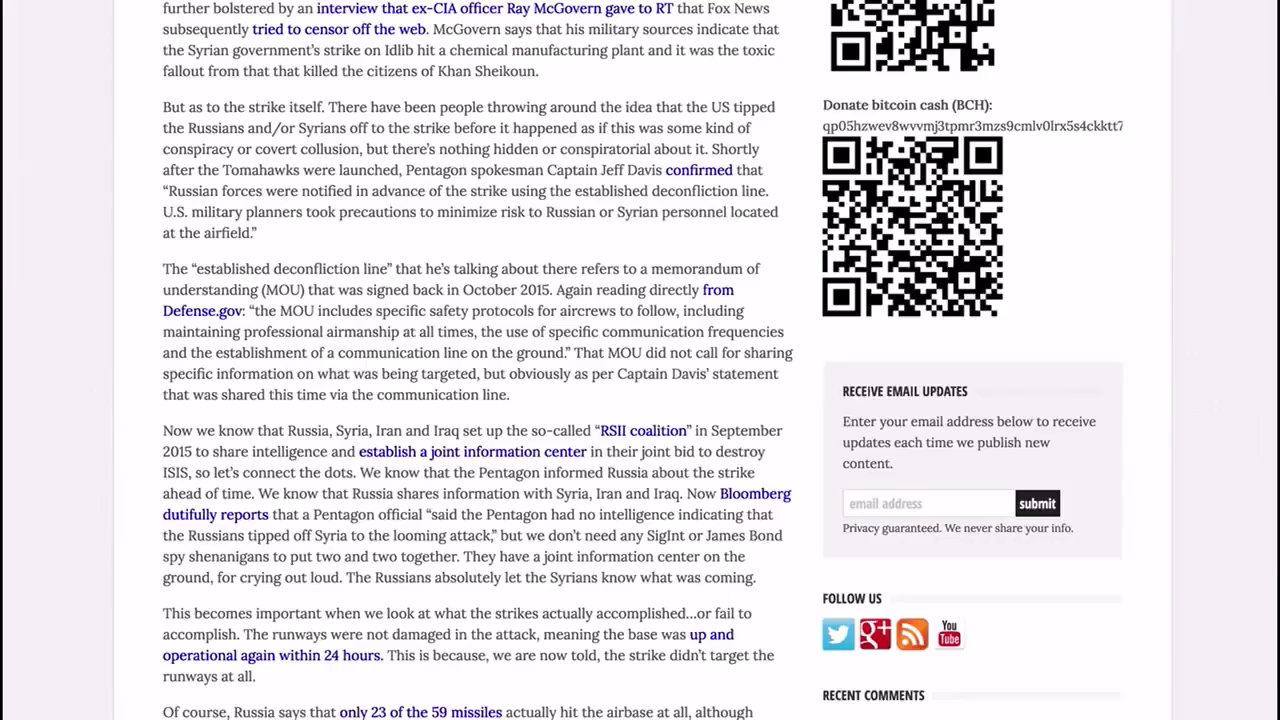 further bolstered by an interview that ex-CIA officer Ray McGovern gave to RT that Fox News
subsequently tried to censor off the web. McGovern says that his military sources indicate that
the Syrian government’s strike on Idlib hit a chemical manufacturing plant and it was the toxic
fallout from that that killed the citizens of Khan Sheikoun.
But as to the strike itself. There have been people throwing around the idea that the US tipped
the Russians and/or Syrians off to the strike before it happened as if this was some kind of
conspiracy or covert collusion, but there’s nothing hidden or conspiratorial about it. Shortly
after the Tomahawks were launched, Pentagon spokesman Captain Jeff Davis confirmed that
“Russian forces were notified in advance of the strike using the established deconfliction line.
U.S. military planners took precautions to minimize risk to Russian or Syrian personnel located
at the airfield.”
The “established deconfliction line” that he’s talking about there refers to a memorandum of
understanding (MOU) that was signed back in October 2015. Again reading directly from
Defense.gov: “the MOU includes specific safety protocols for aircrews to follow, including
maintaining professional airmanship at all times, the use of specific communication frequencies
and the establishment of a communication line on the ground.” That MOU did not call for sharing
specific information on what was being targeted, but obviously as per Captain Davis’ statement
that was shared this time via the communication line.
Now we know that Russia, Syria, Iran and Iraq set up the so-called “RSII coalition” in September
2015 to share intelligence and establish a joint information center in their joint bid to destroy
ISIS, so let’s connect the dots. We know that the Pentagon informed Russia about the strike
ahead of time. We know that Russia shares information with Syria, Iran and Iraq. Now Bloomberg
dutifully reports that a Pentagon official “said the Pentagon had no intelligence indicating that
the Russians tipped off Syria to the looming attack,” but we don’t need any SigInt or James Bond
spy shenanigans to put two and two together. They have a joint information center on the
ground, for crying out loud. The Russians absolutely let the Syrians know what was coming.
This becomes important when we look at what the strikes actually accomplished…or fail to
accomplish. The runways were not damaged in the attack, meaning the base was up and
operational again within 24 hours. This is because, we are now told, the strike didn’t target the
runways at all.
Of course, Russia says that only 23 of the 59 missiles actually hit the airbase at all, although
Donate bitcoin cash (BCH):
qp05hzwev8wvvmj3tpmr3mzs9cmlv0lrx5s4ckktt7
RECEIVE EMAIL UPDATES
Enter your email address below to receive
updates each time we publish new
content.
email address submit
Privacy guaranteed. We never share your info.
FOLLOW US
You Tube
RECENT COMMENTS